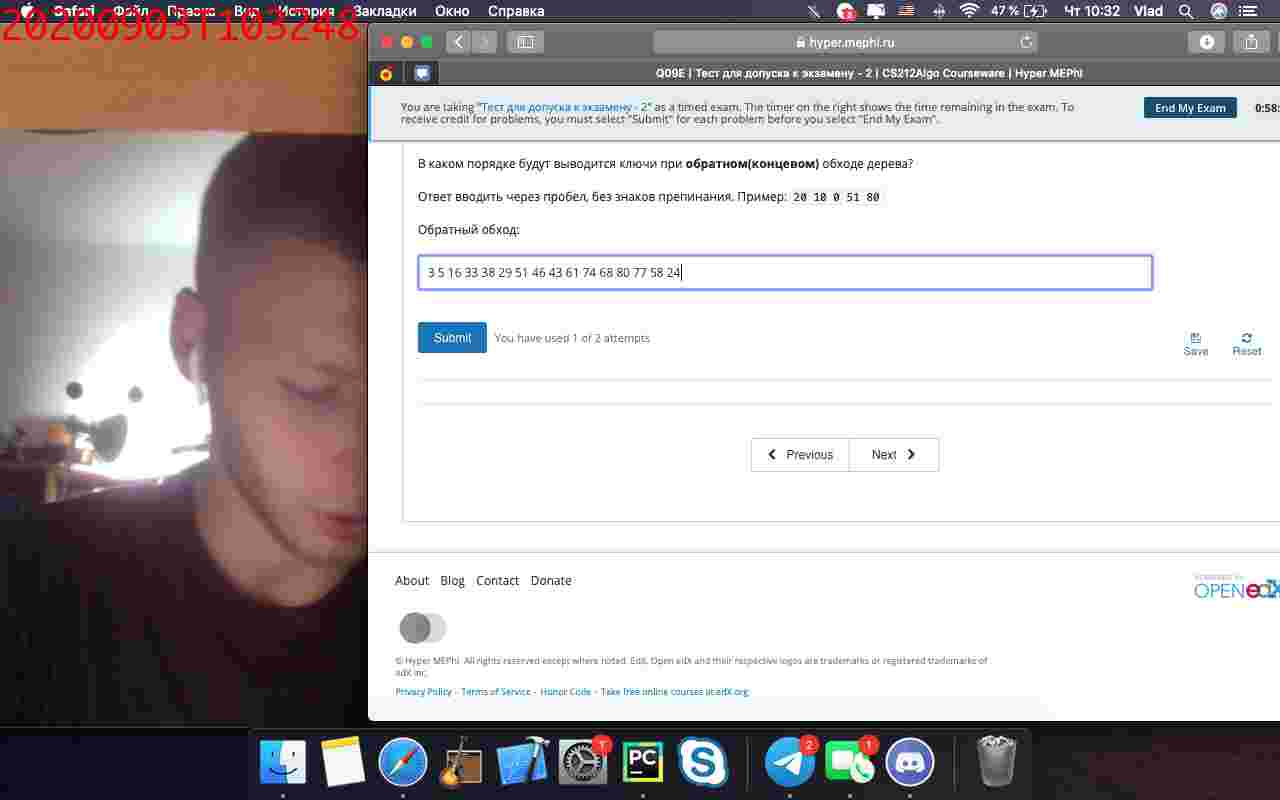 20200903T103248
Safari Файл Правка Вид История Закладки Окно Справка
47 % Чт 10:32 Vlad
hyper.mephi.ru
Q09E | Тест для допуска к экзамену - 2 | CS212Algo Courseware | Hyper.MEPhI
You are taking "Тест для допуска к экзамену - 2" as a timed exam. The timer on the right shows the time remaining in the exam. To
receive credit for problems, you must select "Submit" for each problem before you select "End My Exam".
End My Exam
0:58:
В каком порядке будут выводится ключи при обратном(концевом) обходе дерева?
Ответ вводить через пробел, без знаков препинания. Пример: 20 10 0 51 80
Обратный обход:
3 5 16 33 38 29 51 46 43 61 74 68 80 77 58 24
Submit
You have used 1 of 2 attempts
Save
Reset
Previous
Next
About Blog Contact Donate
POWERED BY
OPEN edX
© Hyper MEPhI. All rights reserved except where noted. EdX, Open edX and their respective logos are trademarks or registered trademarks of
edX Inc.
Privacy Policy - Terms of Service - Honor Code - Take free online courses at edX.org
1
PC
2
1